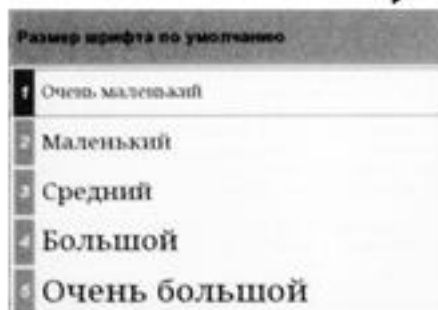 Размер шрифта по умолчанию
1 Очень маленький
2 Маленький
3 Средний
4 Большой
5 Очень большой